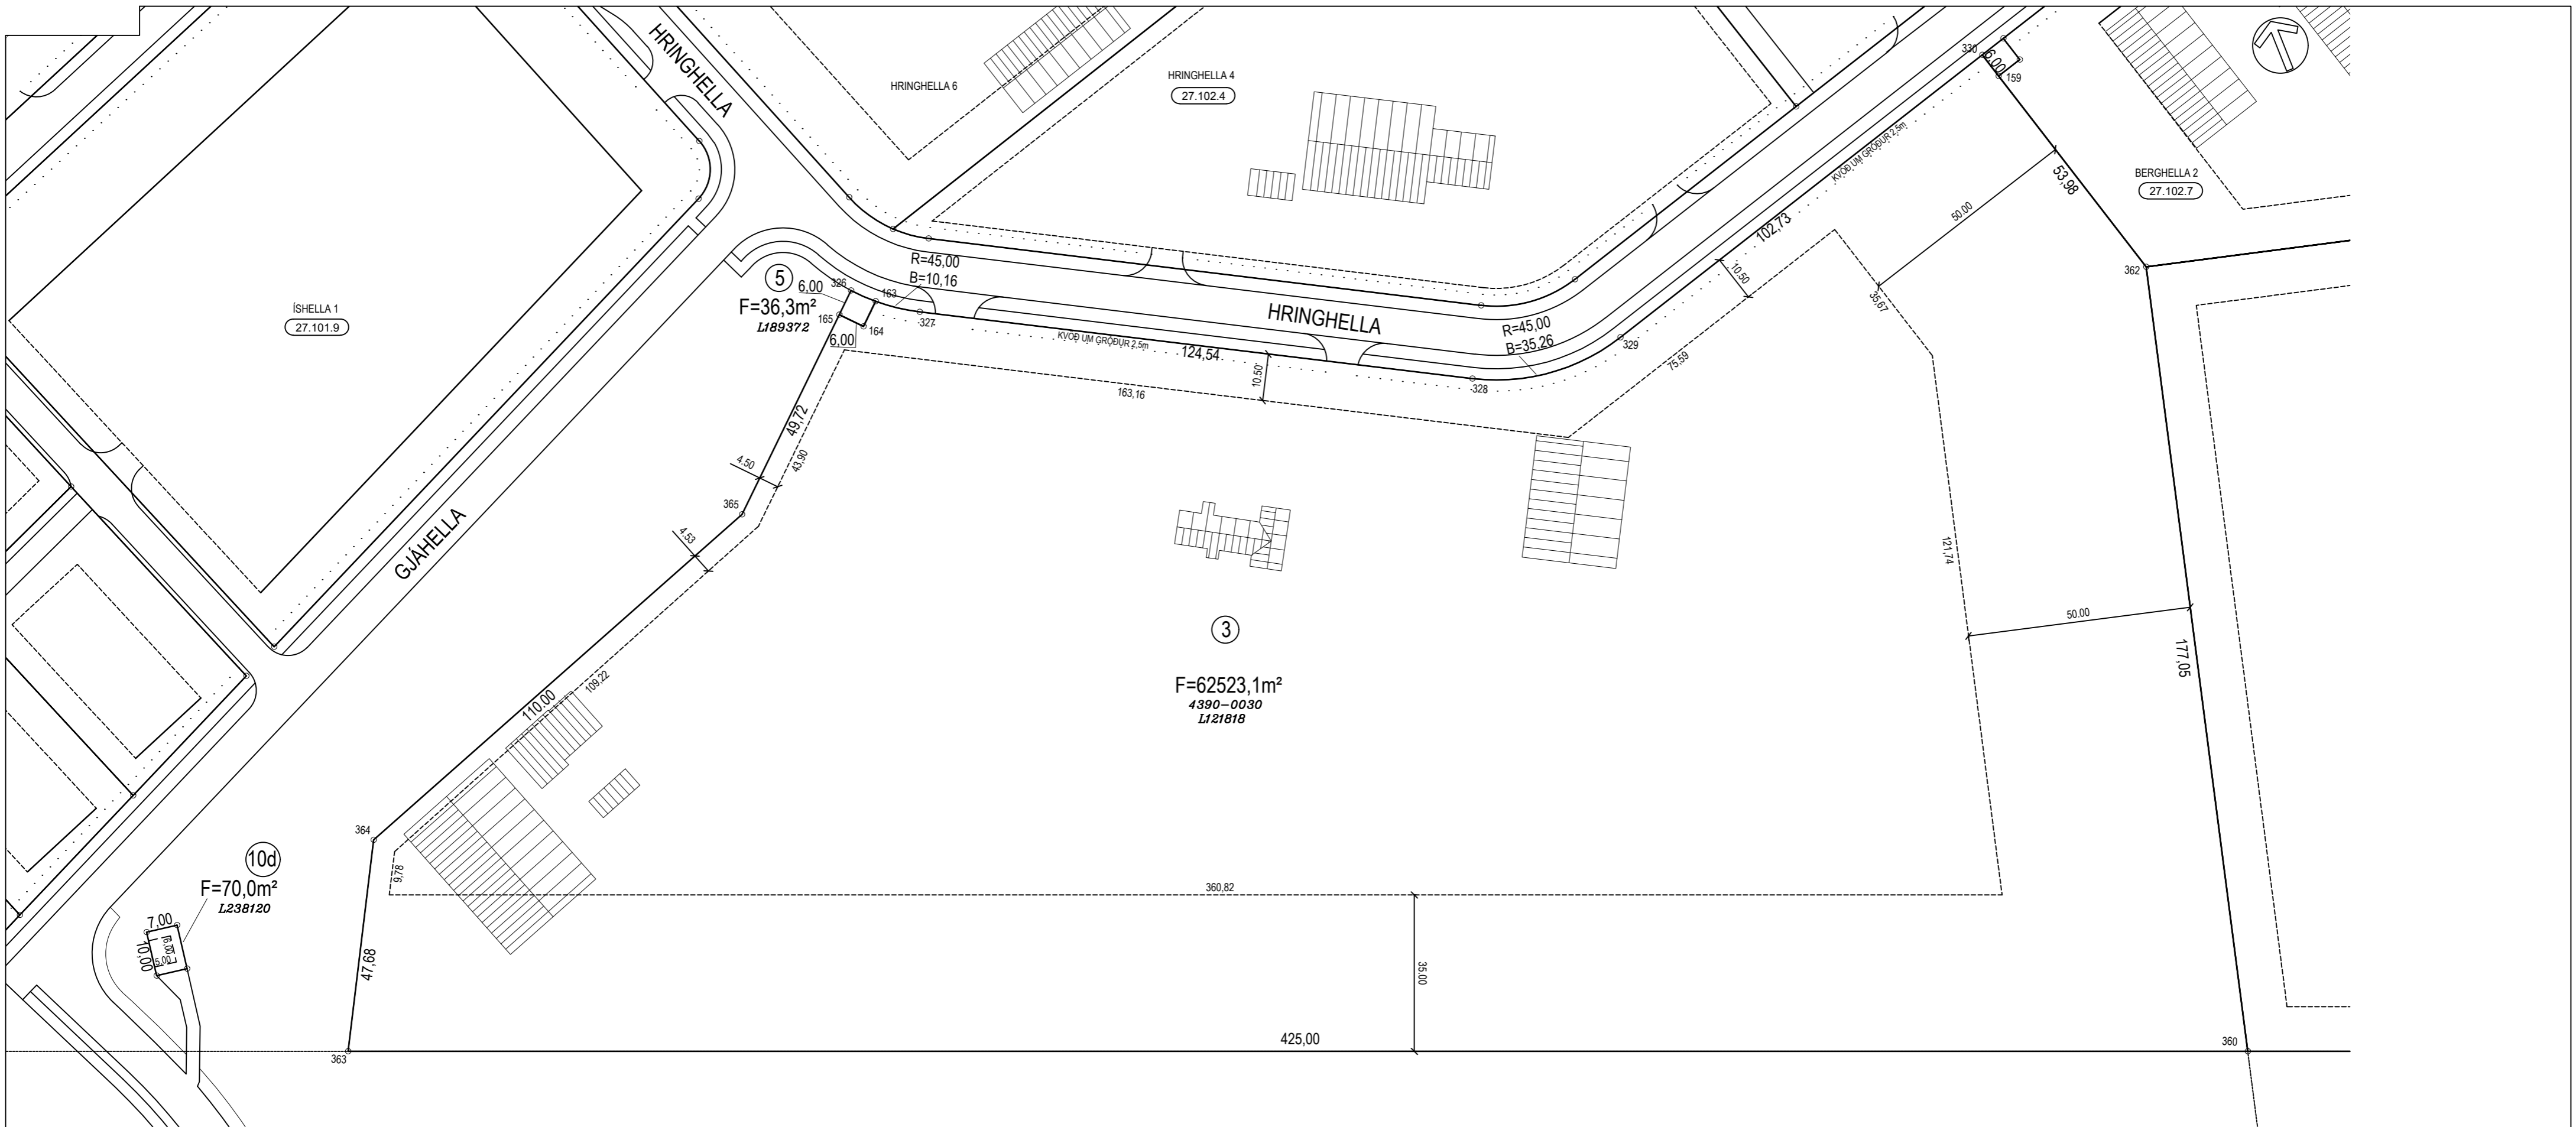 HRINGHELLA
HRINGHELLA 6
HRINGHELLA 4
27.102.4
330
6,00
159
KVÖÐ UM GRÓÐUR 2,5m
BERGHELLA 2
27.102.7
53,98
50.00
102,73
362
10.50
35,67
ÍSHELLA 1
27.101.9
5
F=36,3m²
L189372
6,00
326
163
165
164
6,00
R=45,00
B=10,16
327
KVÖÐ UM GRÓÐUR 2,5m
124,54
HRINGHELLA
R=45,00
B=35,26
329
328
75,59
10.50
163,16
49,72
43,90
4.50
365
4,53
GJÁHELLA
121,74
50.00
177,05
3
F=62523,1m²
4390-0030
L121818
110,00
109,22
364
9,78
360,82
10d
F=70,0m²
L238120
7,00
10,00
6.00
5.00
47,68
35.00
425,00
363
360